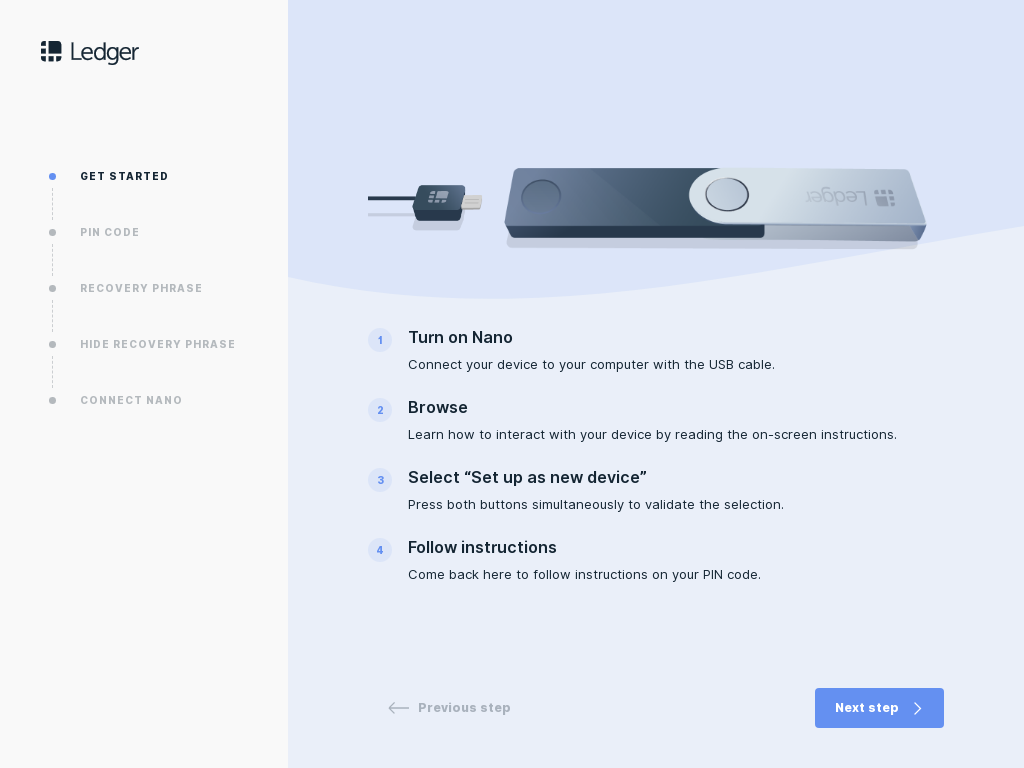 Ledger
GET STARTED
PIN CODE
RECOVERY PHRASE
HIDE RECOVERY PHRASE
CONNECT NANO
Ledger
1
Turn on Nano
Connect your device to your computer with the USB cable.
2
Browse
Learn how to interact with your device by reading the on-screen instructions.
3
Select “Set up as new device”
Press both buttons simultaneously to validate the selection.
4
Follow instructions
Come back here to follow instructions on your PIN code.
Previous step
Next step